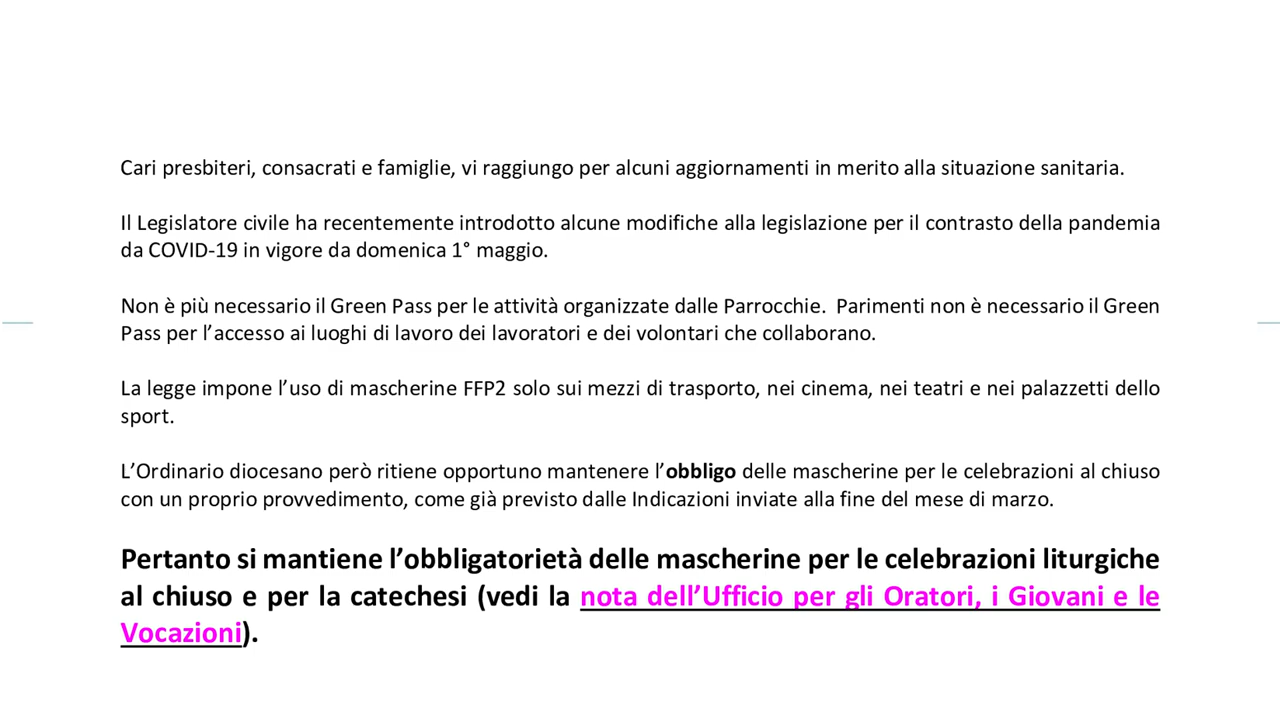 Cari presbiteri, consacrati e famiglie, vi raggiungo per alcuni aggiornamenti in merito alla situazione sanitaria.
Il Legislatore civile ha recentemente introdotto alcune modifiche alla legislazione per il contrasto della pandemia
da COVID-19 in vigore da domenica 1° maggio.
Non è più necessario il Green Pass per le attività organizzate dalle Parrocchie. Parimenti non è necessario il Green
Pass per l’accesso ai luoghi di lavoro dei lavoratori e dei volontari che collaborano.
La legge impone l’uso di mascherine FFP2 solo sui mezzi di trasporto, nei cinema, nei teatri e nei palazzetti dello
sport.
L’Ordinario diocesano però ritiene opportuno mantenere l’obbligo delle mascherine per le celebrazioni al chiuso
con un proprio provvedimento, come già previsto dalle Indicazioni inviate alla fine del mese di marzo.
Pertanto si mantiene l’obbligatorietà delle mascherine per le celebrazioni liturgiche
al chiuso e per la catechesi (vedi la nota dell’Ufficio per gli Oratori, i Giovani e le
Vocazioni).